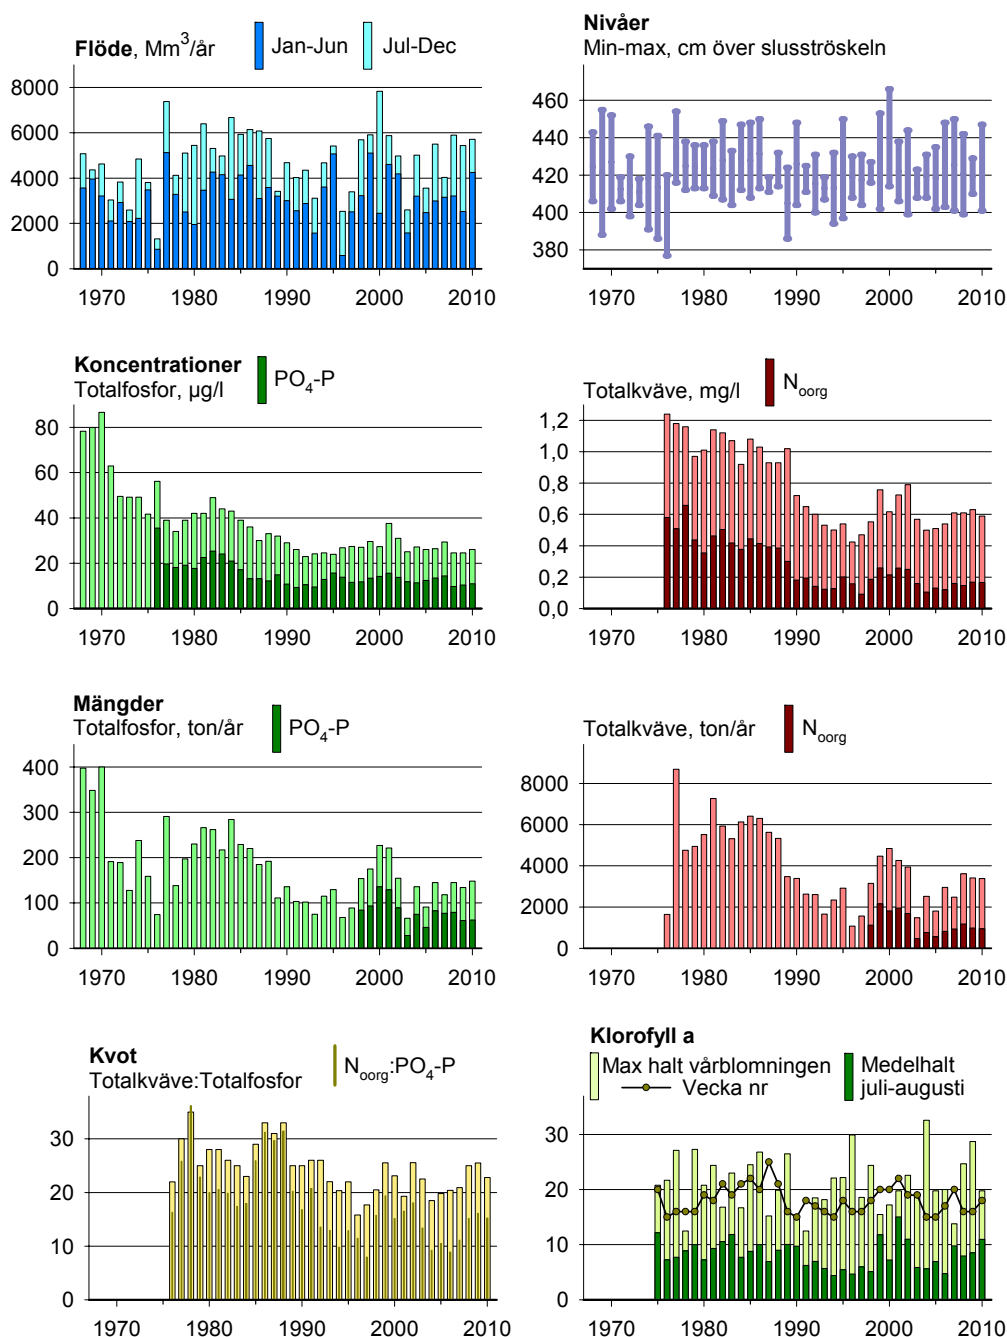 Flöde, Mm³/år
Jan-Jun
Jul-Dec
8000
6000
4000
2000
0
1970 1980 1990 2000 2010
Nivåer
Min-max, cm över slusströskeln
460
440
420
400
380
1970 1980 1990 2000 2010
Koncentrationer
Totalfosfor, µg/l
PO₄-P
80
60
40
20
0
1970 1980 1990 2000 2010
Totalkväve, mg/l
Nₒₒᵣg
1,2
1,0
0,8
0,6
0,4
0,2
0,0
1970 1980 1990 2000 2010
Mängder
Totalfosfor, ton/år
PO₄-P
400
300
200
100
0
1970 1980 1990 2000 2010
Totalkväve, ton/år
Nₒₒᵣg
8000
6000
4000
2000
0
1970 1980 1990 2000 2010
Kvot
Totalkväve:Totalfosfor
Nₒₒᵣg:PO₄-P
30
20
10
0
1970 1980 1990 2000 2010
Klorofyll a
Max halt vårblomningen
Vecka nr
Medelhalt
juli-augusti
30
20
10
0
1970 1980 1990 2000 2010